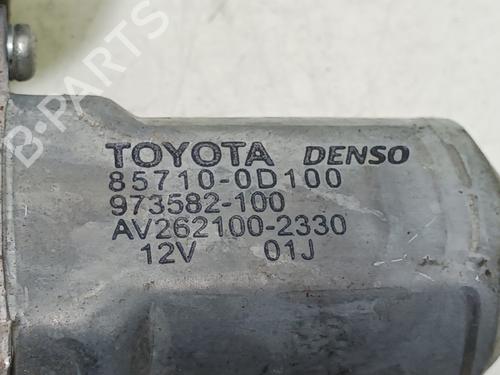 B-PARTS
TOYOTA DENSO
85710-0D100
973582-100
AV262100-2330
12V 01J